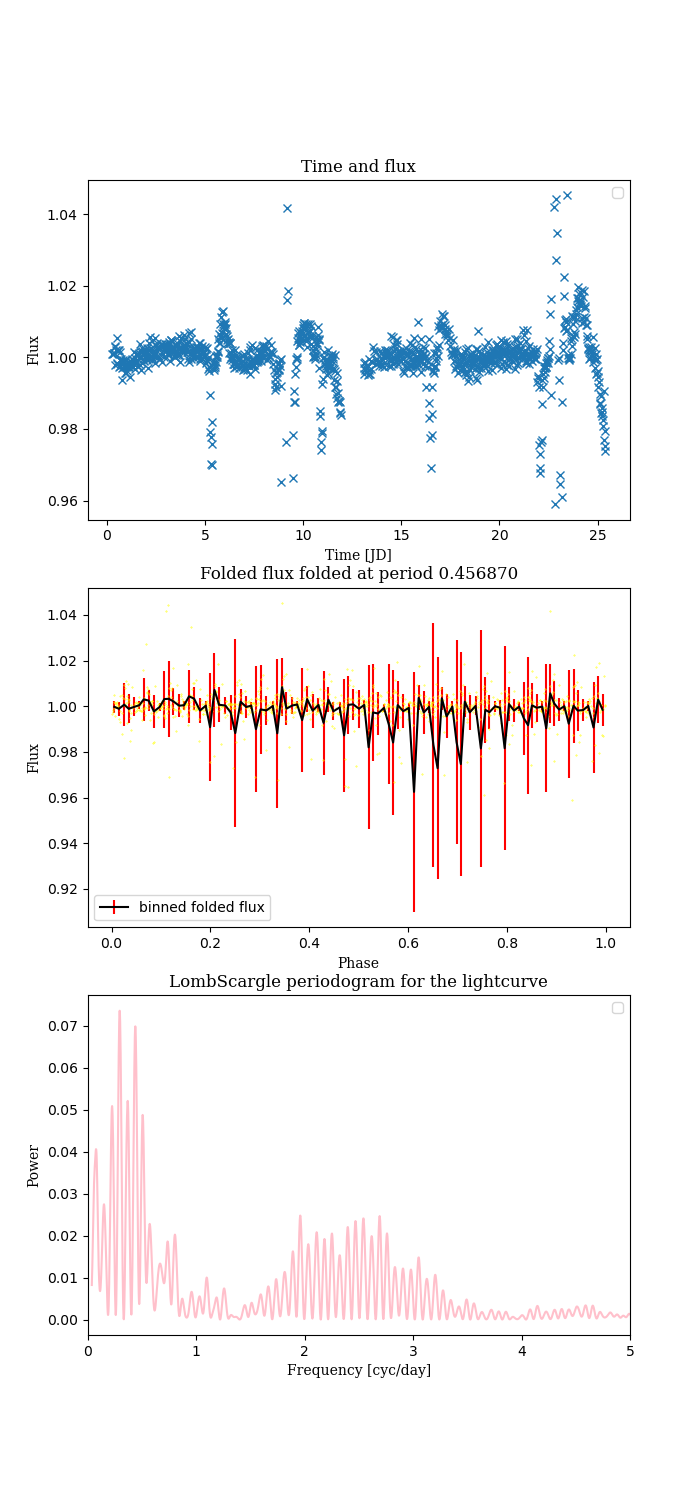 Time and flux
1.04
1.02
1.00
0.98
0.96
Flux
0 5 10 15 20 25
Time [JD]
Folded flux folded at period 0.456870
1.04
1.02
1.00
0.98
0.96
0.94
0.92
Flux
binned folded flux
0.0 0.2 0.4 0.6 0.8 1.0
Phase
LombScargle periodogram for the lightcurve
0.07
0.06
0.05
0.04
0.03
0.02
0.01
0.00
Power
0 1 2 3 4 5
Frequency [cyc/day]